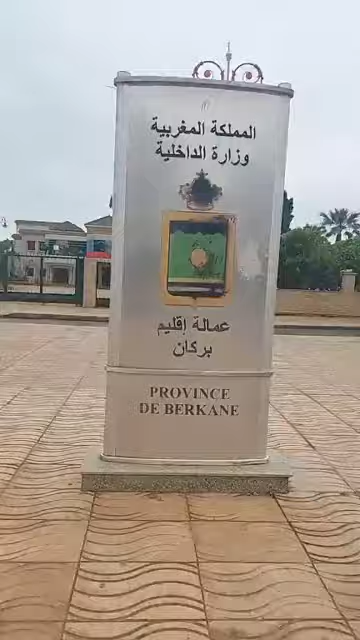 المملكة المغربية
وزارة الداخلية
عمالة إقليم
بركان
PROVINCE
DE BERKANE